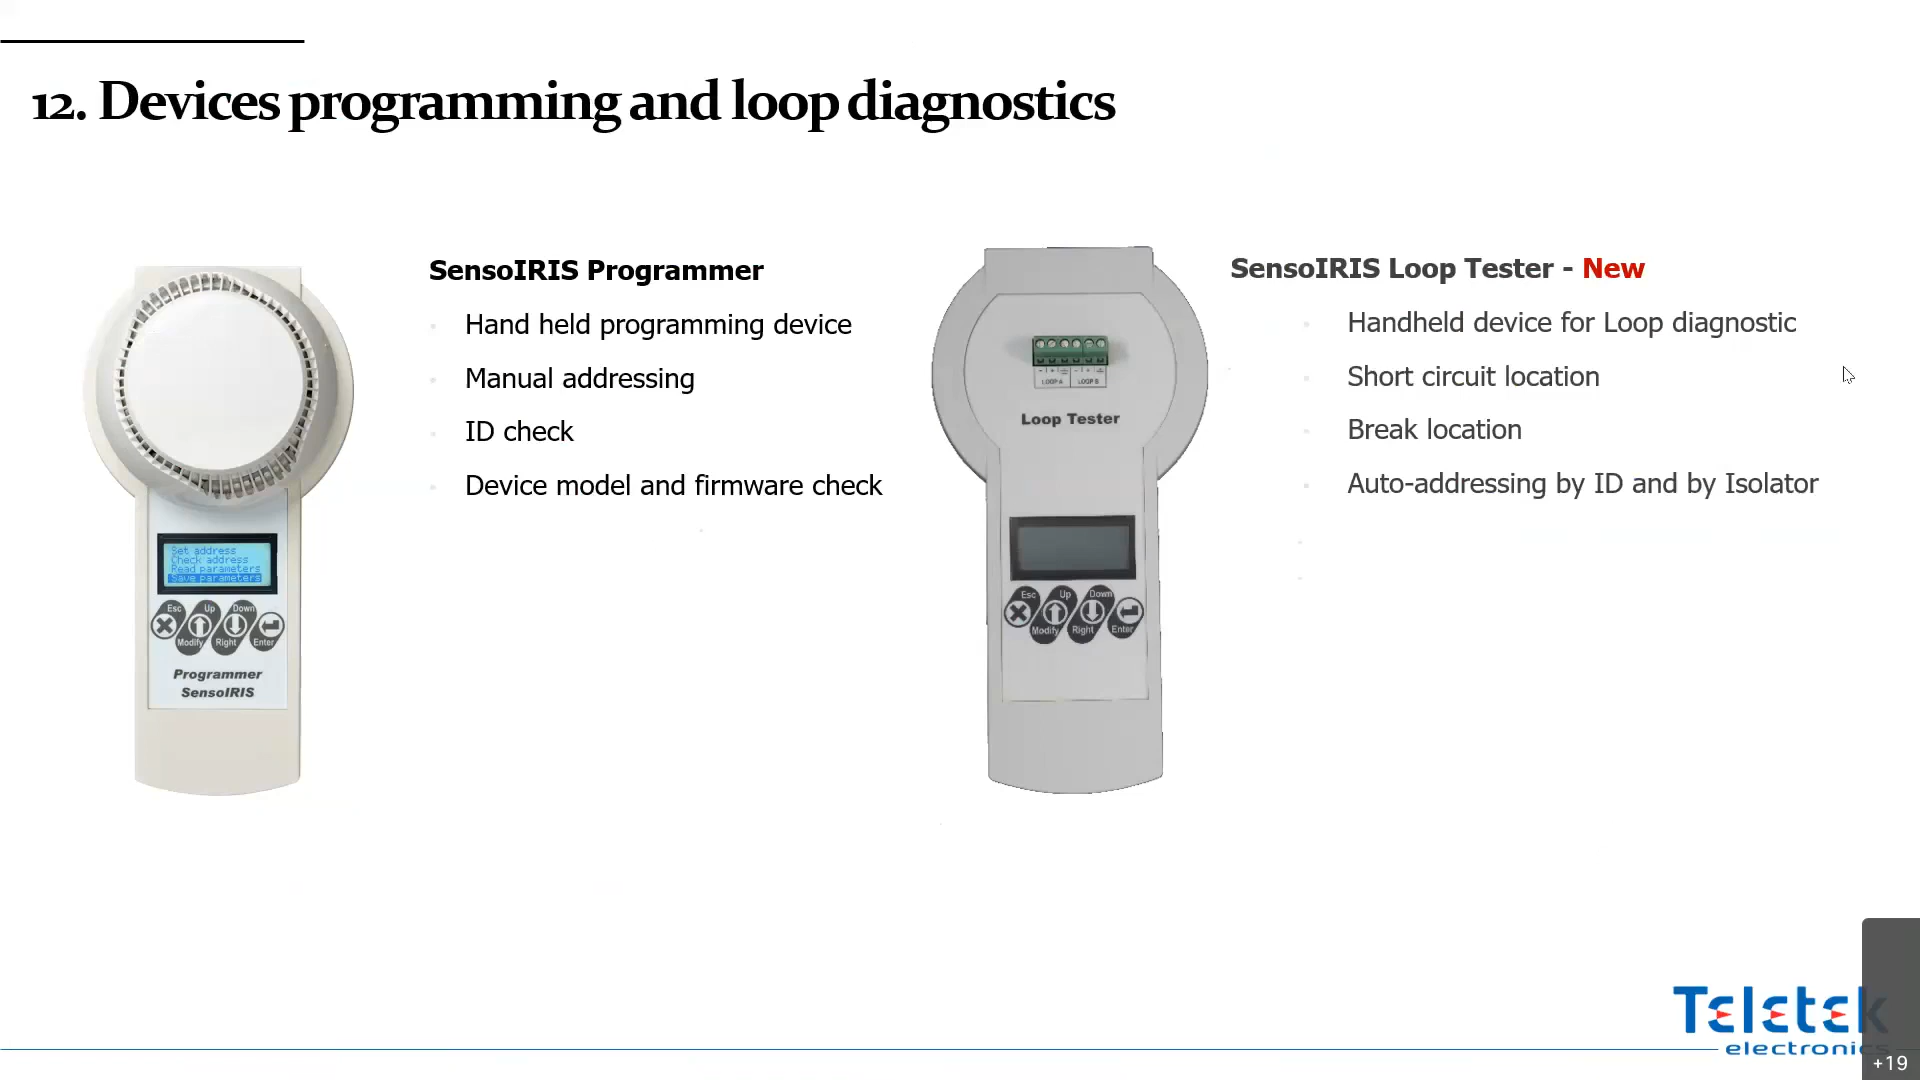 12. Devices programming and loop diagnostics
SensoIRIS Programmer
Hand held programming device
Manual addressing
ID check
Device model and firmware check
Set address
Check address
Read parameters
Save parameters
Esc Up Down
Modify Right Enter
Programmer
SensoIRIS
- + - +
LOOP A LOOP B
Loop Tester
Esc Up Down
Modify Right Enter
SensoIRIS Loop Tester - New
Handheld device for Loop diagnostic
Short circuit location
Break location
Auto-addressing by ID and by Isolator
Teletek
electronics
+19